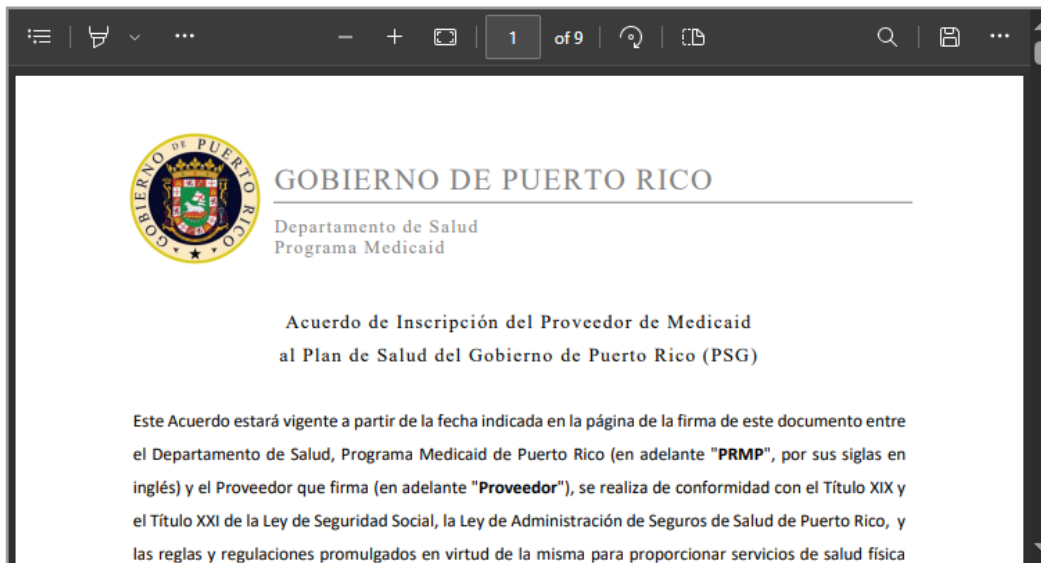 1 of 9
GOBIERNO DE PUERTO RICO
GOBIERNO DE PUERTO RICO
Departamento de Salud
Programa Medicaid
Acuerdo de Inscripción del Proveedor de Medicaid
al Plan de Salud del Gobierno de Puerto Rico (PSG)
Este Acuerdo estará vigente a partir de la fecha indicada en la página de la firma de este documento entre
el Departamento de Salud, Programa Medicaid de Puerto Rico (en adelante "PRMP", por sus siglas en
inglés) y el Proveedor que firma (en adelante "Proveedor"), se realiza de conformidad con el Título XIX y
el Título XXI de la Ley de Seguridad Social, la Ley de Administración de Seguros de Salud de Puerto Rico, y
las reglas y regulaciones promulgados en virtud de la misma para proporcionar servicios de salud física